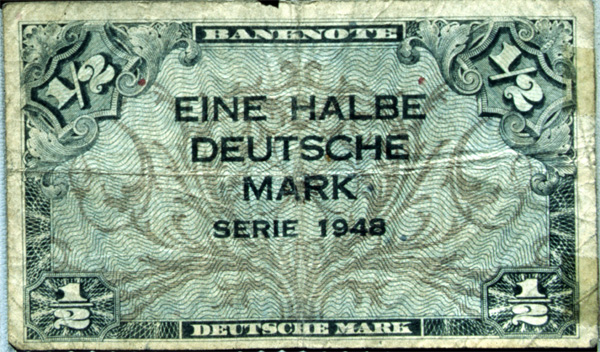 BANKNOTE
1/2 1/2
EINE HALBE
DEUTSCHE
MARK
SERIE 1948
1/2 1/2
DEUTSCHE MARK